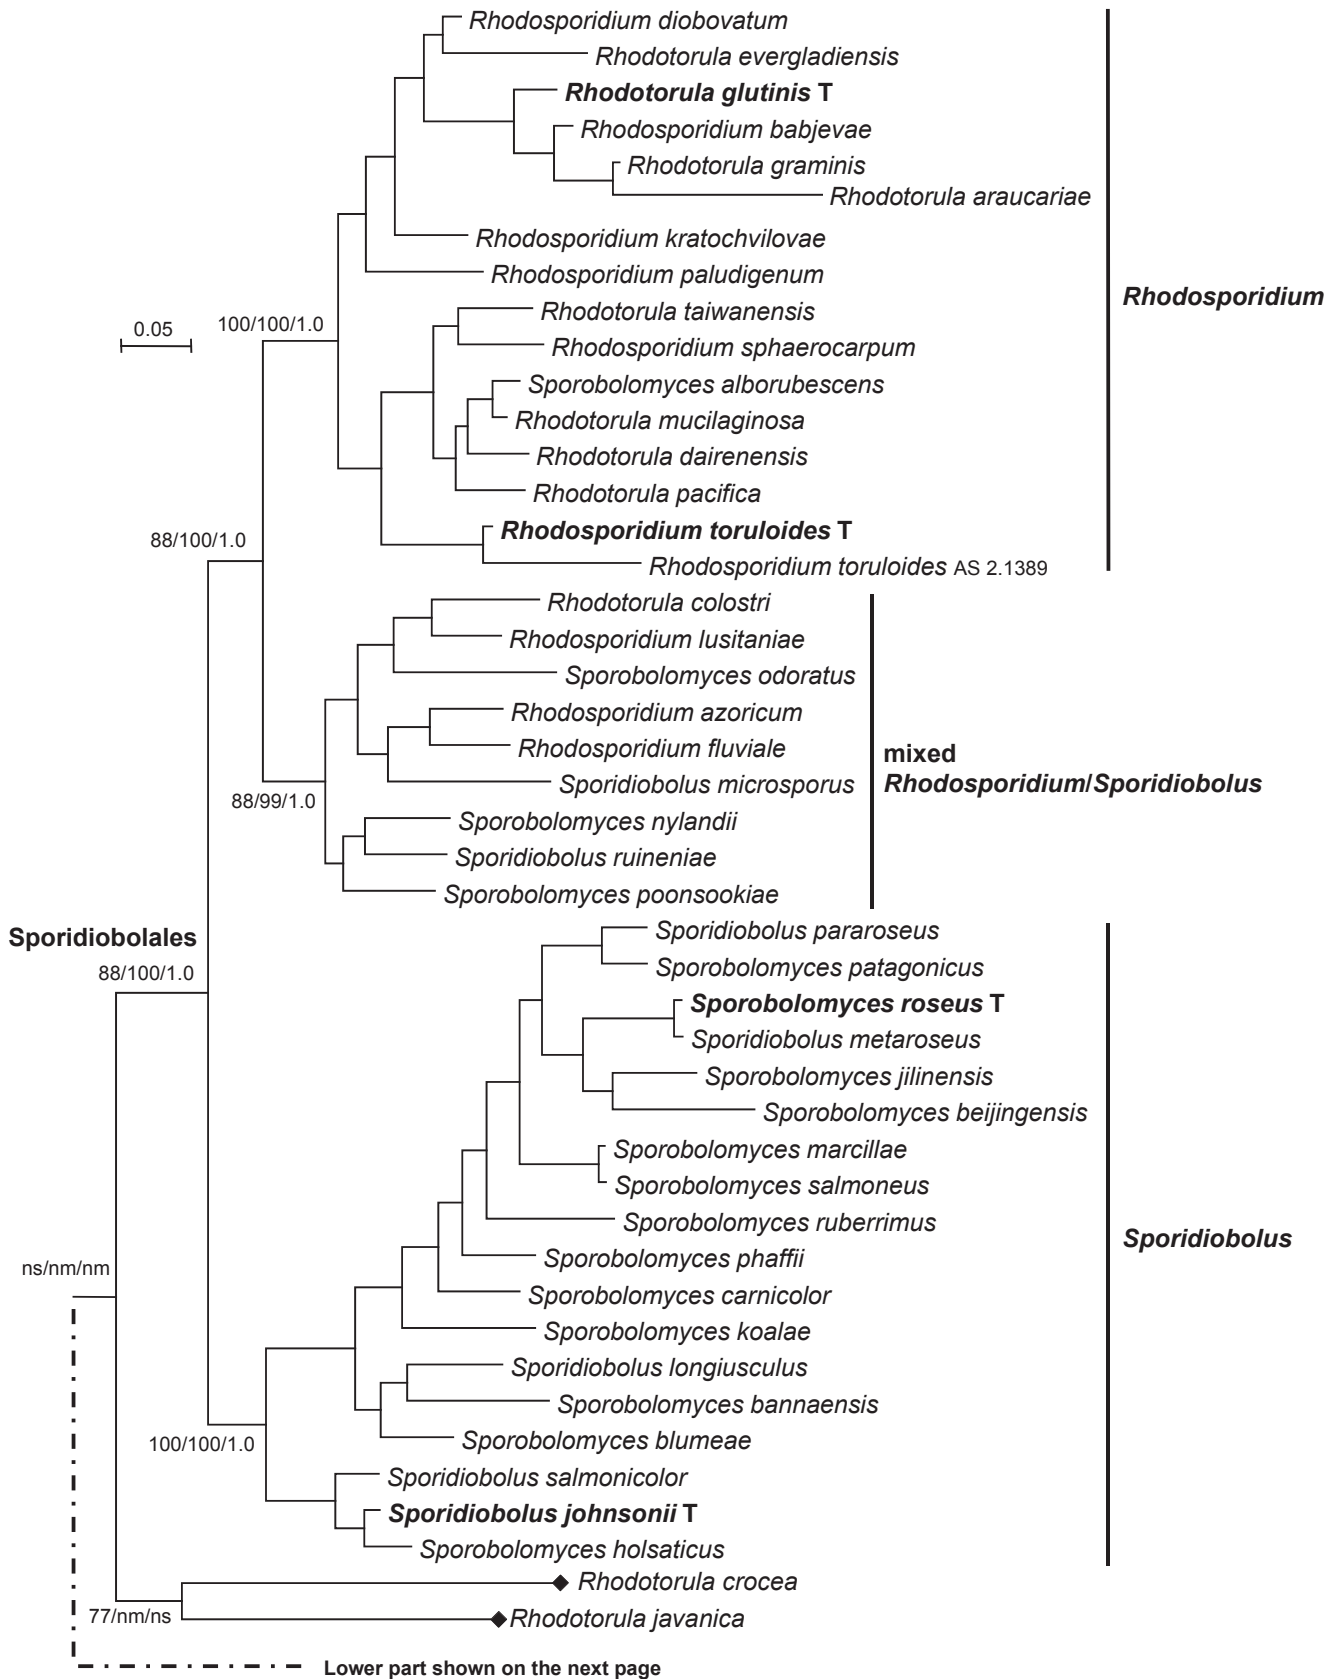 Rhodosporidium diobovatum
Rhodotorula evergladiensis
Rhodotorula glutinis T
Rhodosporidium babjevae
Rhodotorula graminis
Rhodotorula araucariae
Rhodosporidium kratochvilovae
Rhodosporidium paludigenum
Rhodosporidium
Rhodotorula taiwanensis
100/100/1.0
0.05
Rhodosporidium sphaerocarpum
Sporobolomyces alborubescens
Rhodotorula mucilaginosa
Rhodotorula dairenensis
Rhodotorula pacifica
Rhodosporidium toruloides T
88/100/1.0
Rhodosporidium toruloides AS 2.1389
Rhodotorula colostri
Rhodosporidium lusitaniae
Sporobolomyces odoratus
Rhodosporidium azoricum
Rhodosporidium fluviale
mixed
Rhodosporidium/Sporidiobolus
Sporidiobolus microsporus
88/99/1.0
Sporobolomyces nylandii
Sporidiobolus ruineniae
Sporobolomyces poonsookiae
Sporidiobolales
88/100/1.0
Sporidiobolus pararoseus
Sporobolomyces patagonicus
Sporobolomyces roseus T
Sporidiobolus metaroseus
Sporobolomyces jilinensis
Sporobolomyces beijingensis
Sporobolomyces marcillae
Sporobolomyces salmoneus
Sporobolomyces ruberrimus
Sporidiobolus
Sporobolomyces phaffii
ns/nm/nm
Sporobolomyces carnicolor
Sporobolomyces koalae
Sporidiobolus longiusculus
Sporobolomyces bannaensis
Sporobolomyces blumeae
100/100/1.0
Sporidiobolus salmonicolor
Sporidiobolus johnsonii T
Sporobolomyces holsaticus
Rhodotorula crocea
77/nm/ns
Rhodotorula javanica
Lower part shown on the next page